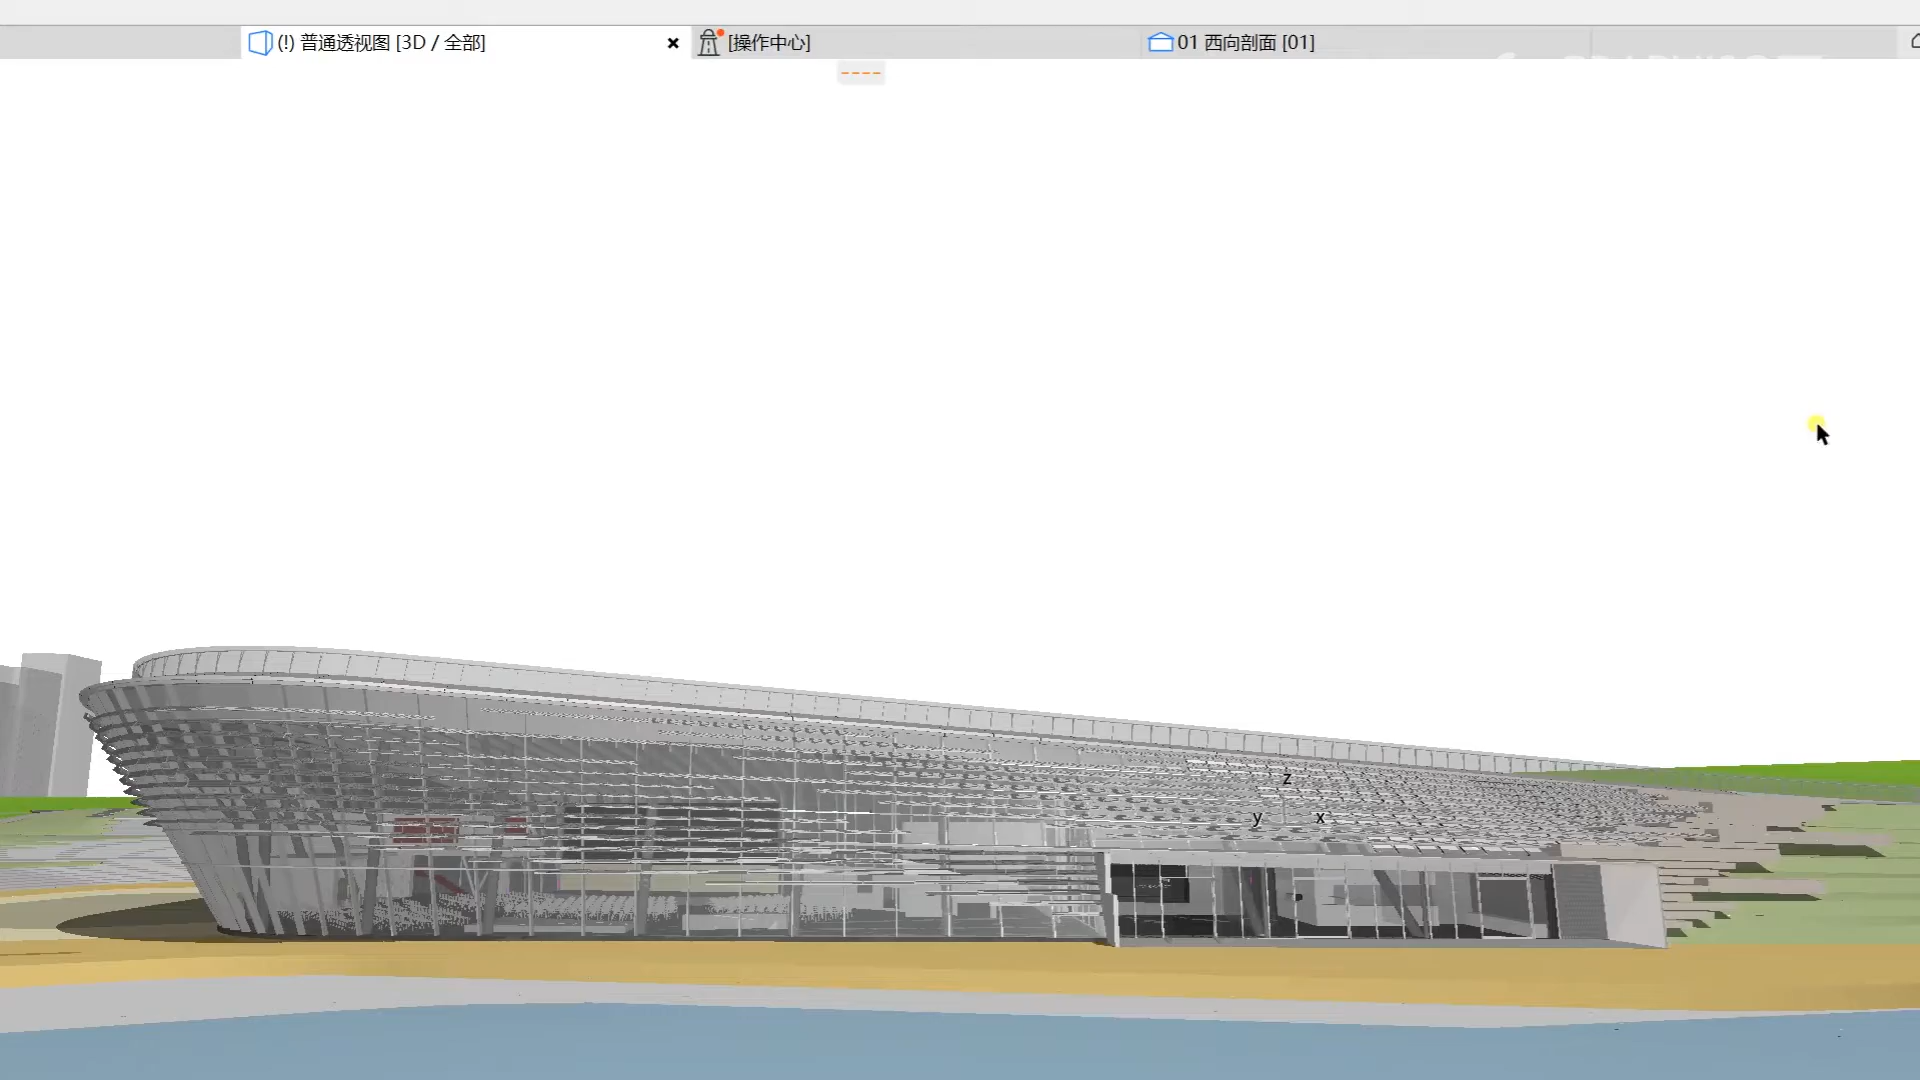 (!) 普通透视图 [3D / 全部]
[操作中心]
01 西向剖面 [01]
z
y
x